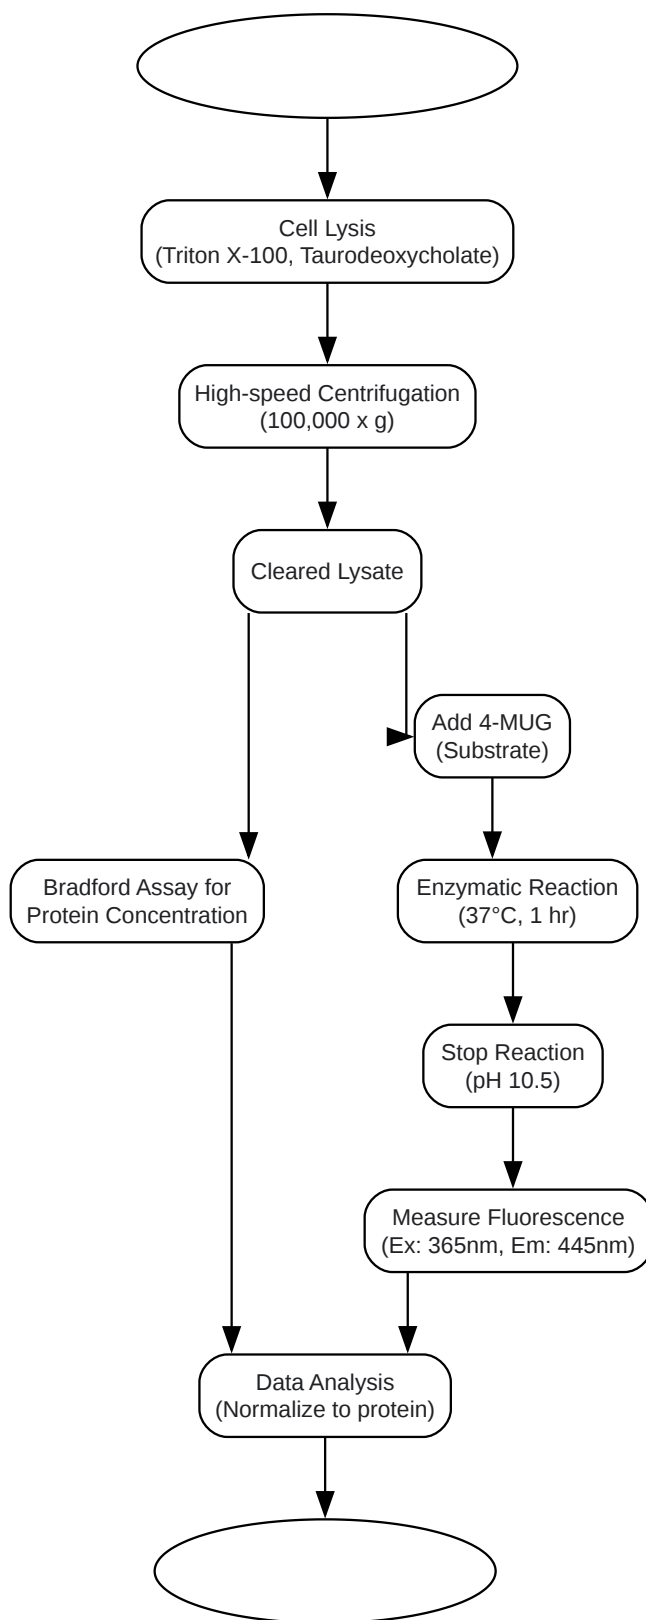 Cell Lysis
(Triton X-100, Taurodeoxycholate)
High-speed Centrifugation
(100,000 x g)
Cleared Lysate
Add 4-MUG
(Substrate)
Bradford Assay for
Protein Concentration
Enzymatic Reaction
(37°C, 1 hr)
Stop Reaction
(pH 10.5)
Measure Fluorescence
(Ex: 365nm, Em: 445nm)
Data Analysis
(Normalize to protein)